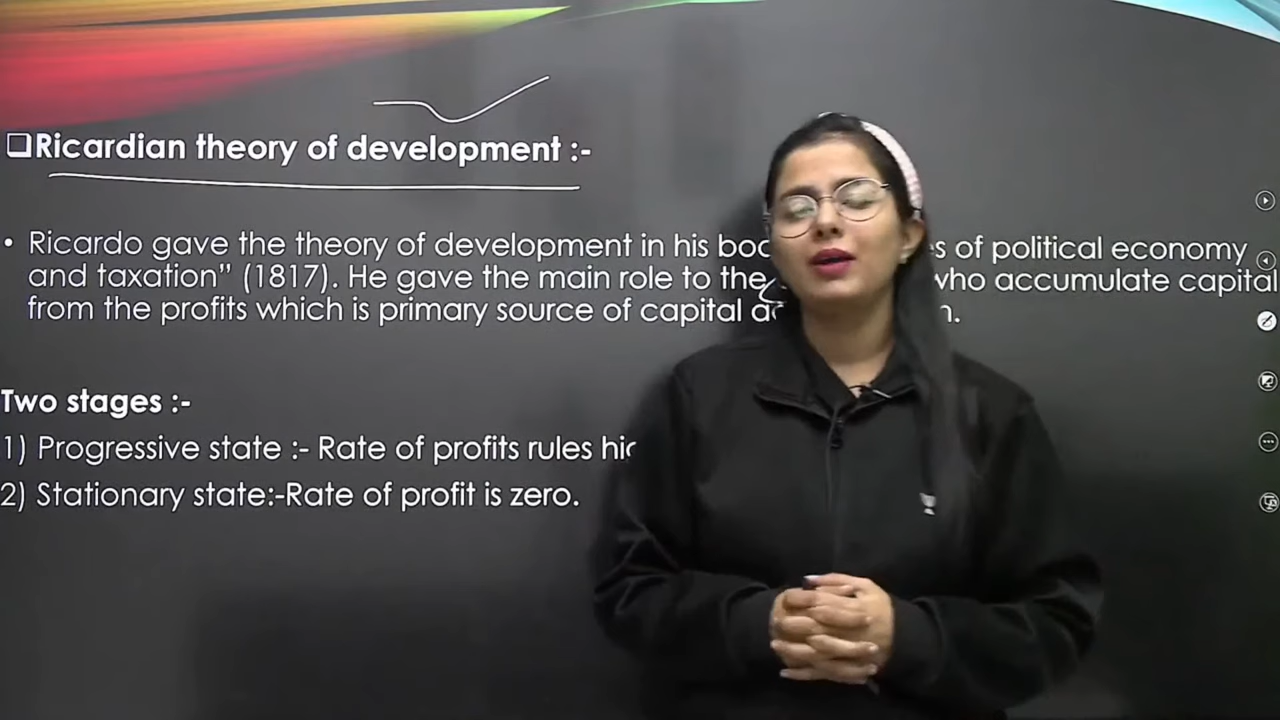 ❑Ricardian theory of development :-
• Ricardo gave the theory of development in his of political economy
and taxation” (1817). He gave the main role to the who accumulate capital
from the profits which is primary source of capital
Two stages :-
1) Progressive state :- Rate of profits rules
2) Stationary state:-Rate of profit is zero.